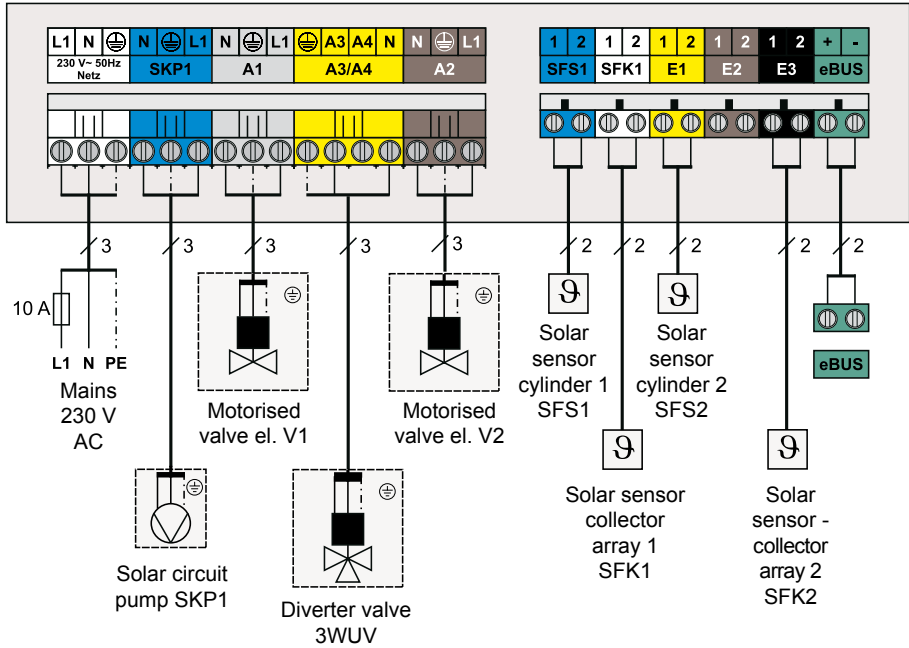 L1 N N L1 N L1 A3 A4 N N L1
230 V~ 50Hz
Netz
SKP1 A1 A3/A4 A2
1 2 1 2 1 2 1 2 1 2 + -
SFS1 SFK1 E1 E2 E3 eBUS
3 3 3 3 3 2 2 2 2 2
10 A
L1 N PE
Mains
230 V
AC
Solar circuit
pump SKP1
Motorised
valve el. V1
Diverter valve
3WUV
Motorised
valve el. V2
Solar
sensor
cylinder 1
SFS1
ϑ
Solar sensor
collector
array 1
SFK1
ϑ
Solar
sensor
cylinder 2
SFS2
ϑ
Solar
sensor -
collector
array 2
SFK2
ϑ
eBUS